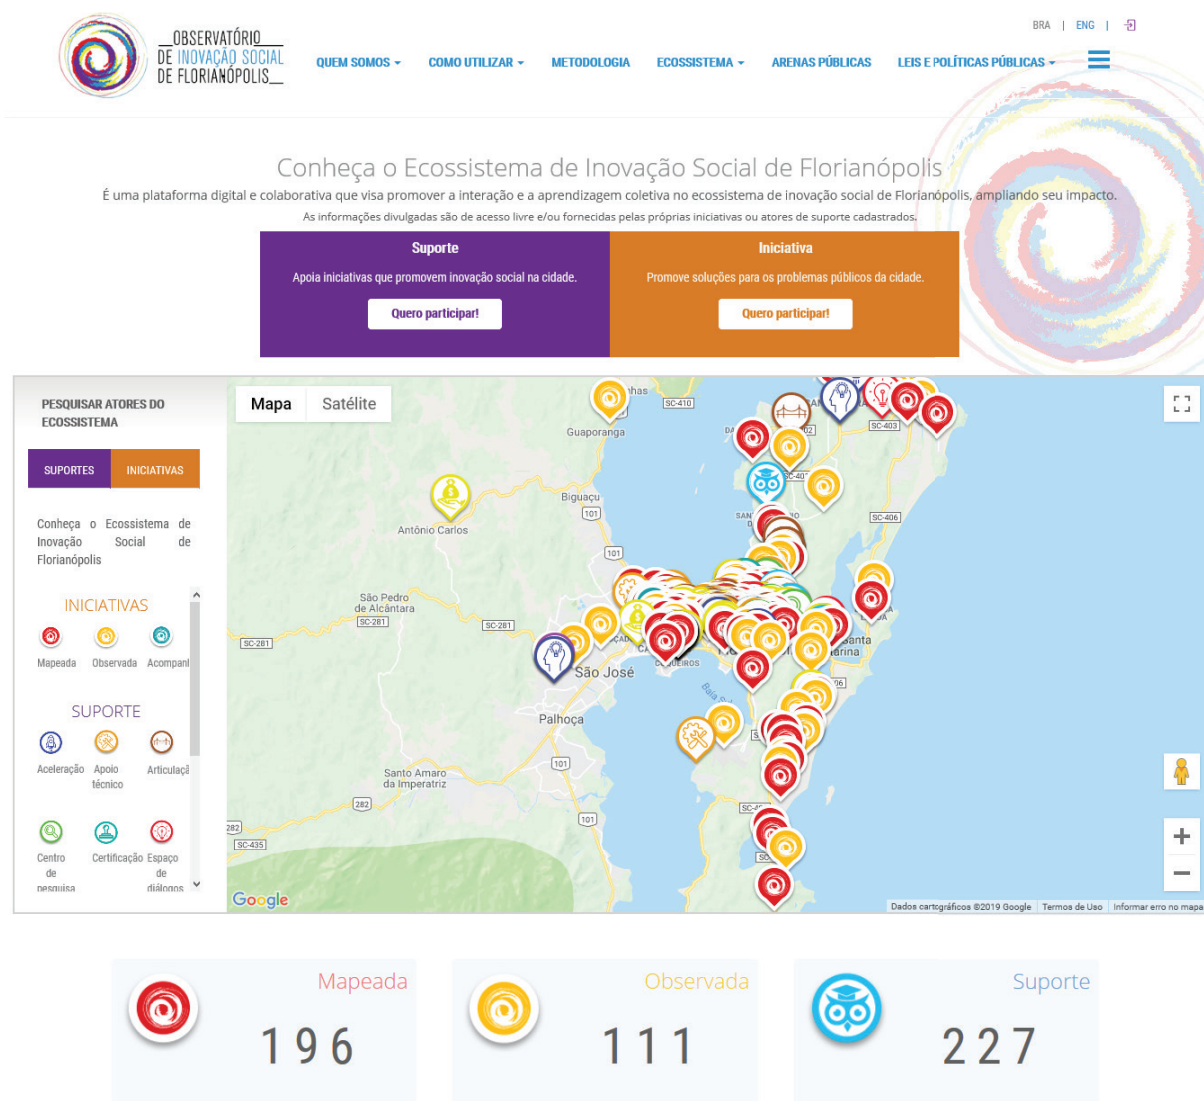 BRA | ENG |
__OBSERVATÓRIO__
DE INOVAÇÃO SOCIAL
DE FLORIANÓPOLIS__
QUEM SOMOS COMO UTILIZAR METODOLOGIA ECOSSISTEMA ARENAS PÚBLICAS LEIS E POLÍTICAS PÚBLICAS
Conheça o Ecossistema de Inovação Social de Florianópolis
É uma plataforma digital e colaborativa que visa promover a interação e a aprendizagem coletiva no ecossistema de inovação social de Florianópolis, ampliando seu impacto.
As informações divulgadas são de acesso livre e/ou fornecidas pelas próprias iniciativas ou atores de suporte cadastrados.
Suporte
Apoia iniciativas que promovem inovação social na cidade.
Quero participar!
Iniciativa
Promove soluções para os problemas públicos da cidade.
Quero participar!
PESQUISAR ATORES DO
ECOSSISTEMA
SUPORTES INICIATIVAS
Conheça o Ecossistema de
Inovação Social de
Florianópolis
INICIATIVAS
Mapeada Observada Acompanl
SUPORTE
Aceleração Apoio técnico Articulaçã
Centro de pesquisa Certificação Espaço de diálogos
Mapa Satélite
SC-410
Guaporanga
SC-403
Biguaçu
101
Antônio Carlos
SC-406
101
São Pedro
de Alcântara
SC-281
SC-281
SC-281
São José
COQUEIROS
Palhoça
101
Santo Amaro
da Imperatriz
282
101
282
SC-435
Google
Dados cartográficos ©2019 Google Termos de Uso Informar erro no mapa
Mapeada
196
Observada
111
Suporte
227